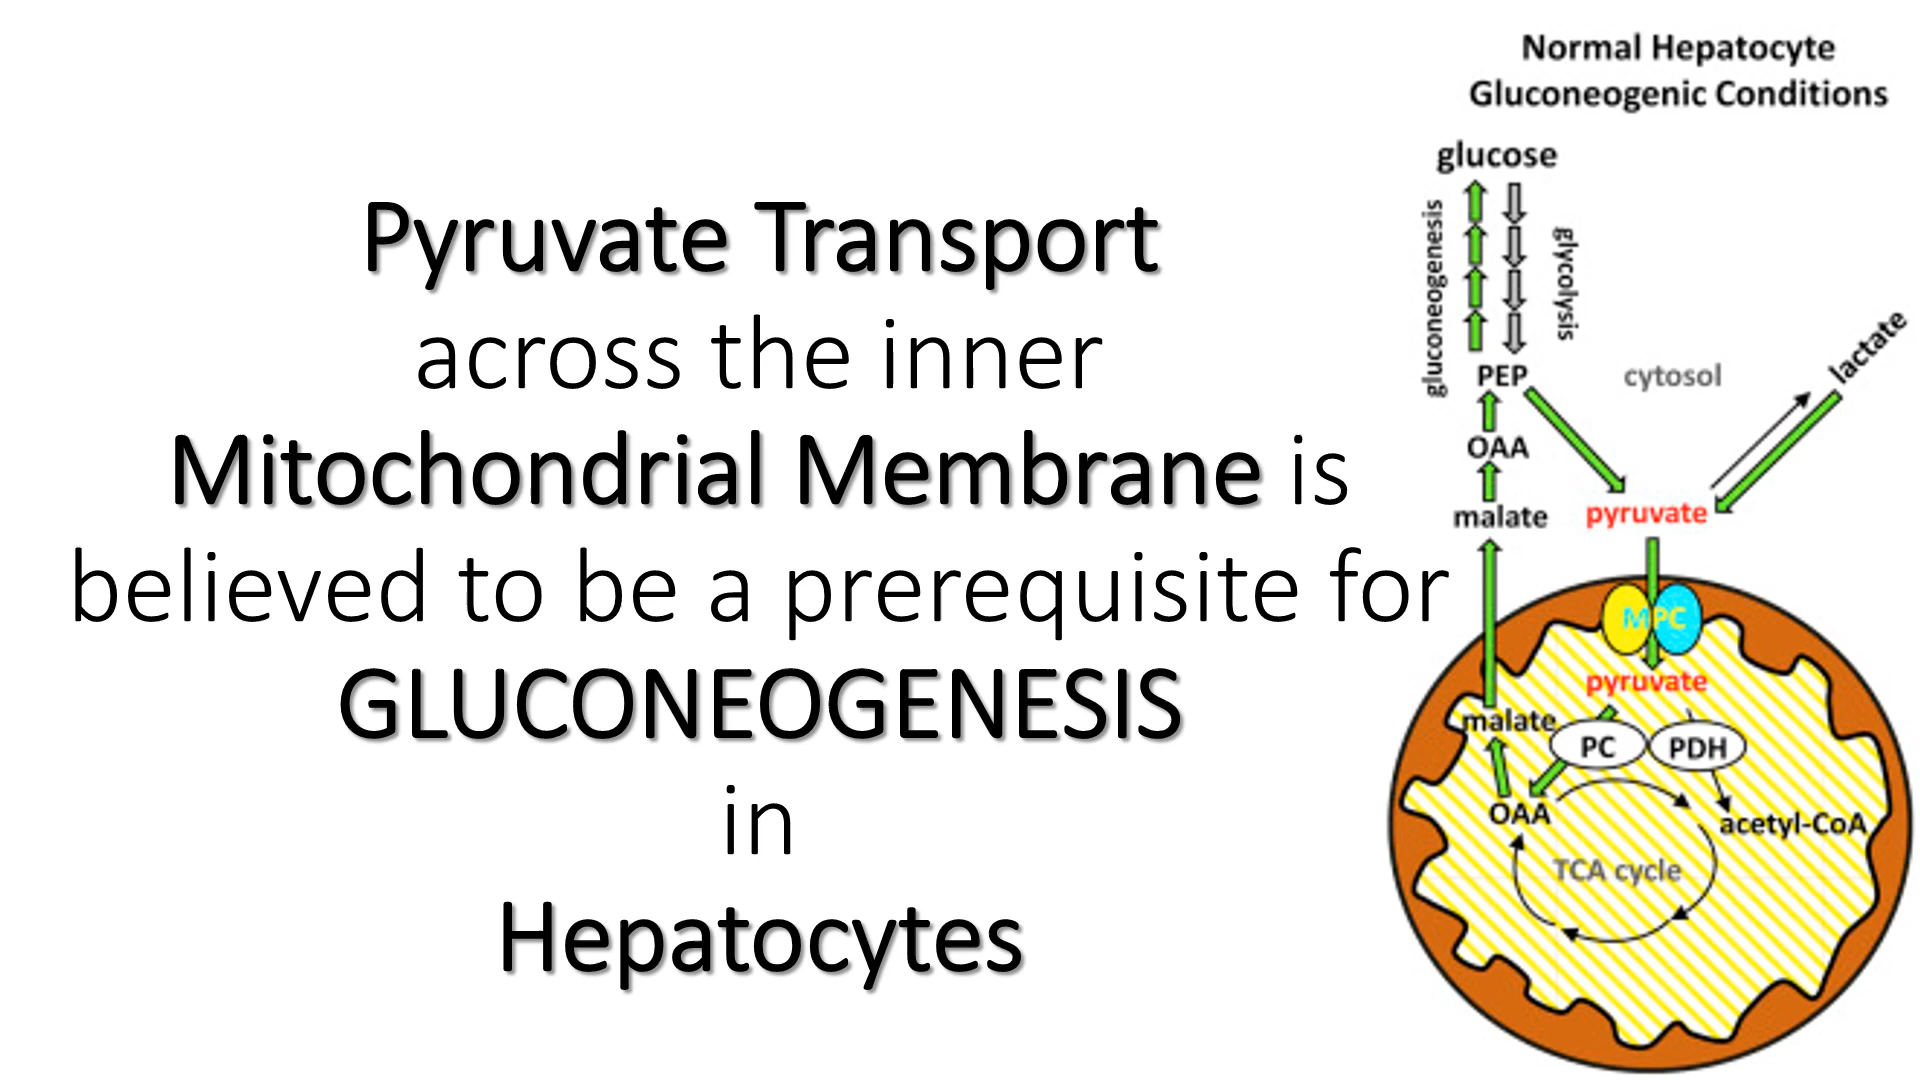 Pyruvate Transport
across the inner
Mitochondrial Membrane is
believed to be a prerequisite for
GLUCONEOGENESIS
in
Hepatocytes
Normal Hepatocyte
Gluconeogenic Conditions
glucose
gluconeogenesis
glycolysis
PEP
cytosol
lactate
OAA
malate
pyruvate
MPC
pyruvate
malate
PC
PDH
OAA
acetyl-CoA
TCA cycle